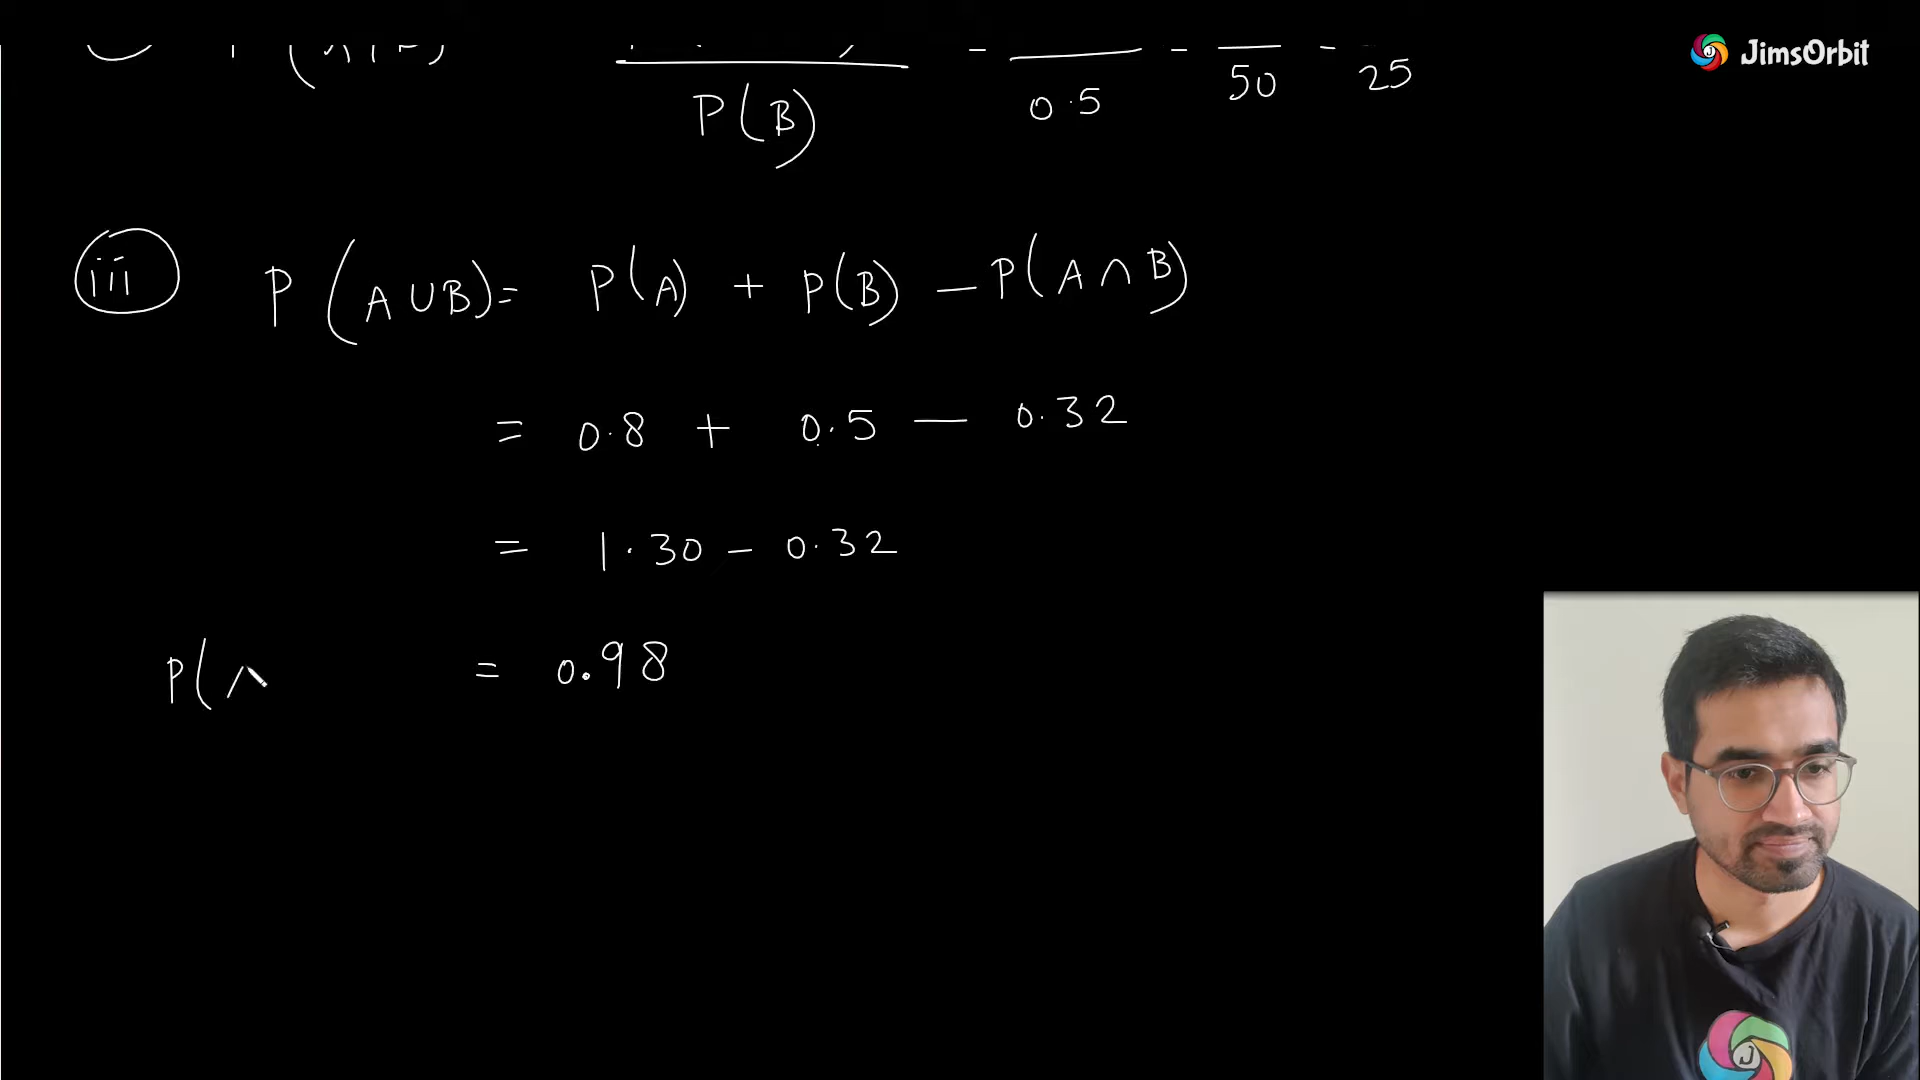 JimsOrbit
P(B)
0.5
50
25
iii P(A∪B)= P(A) + P(B) − P(A∩B)
= 0.8 + 0.5 − 0.32
= 1.30 − 0.32
P( = 0.98
J